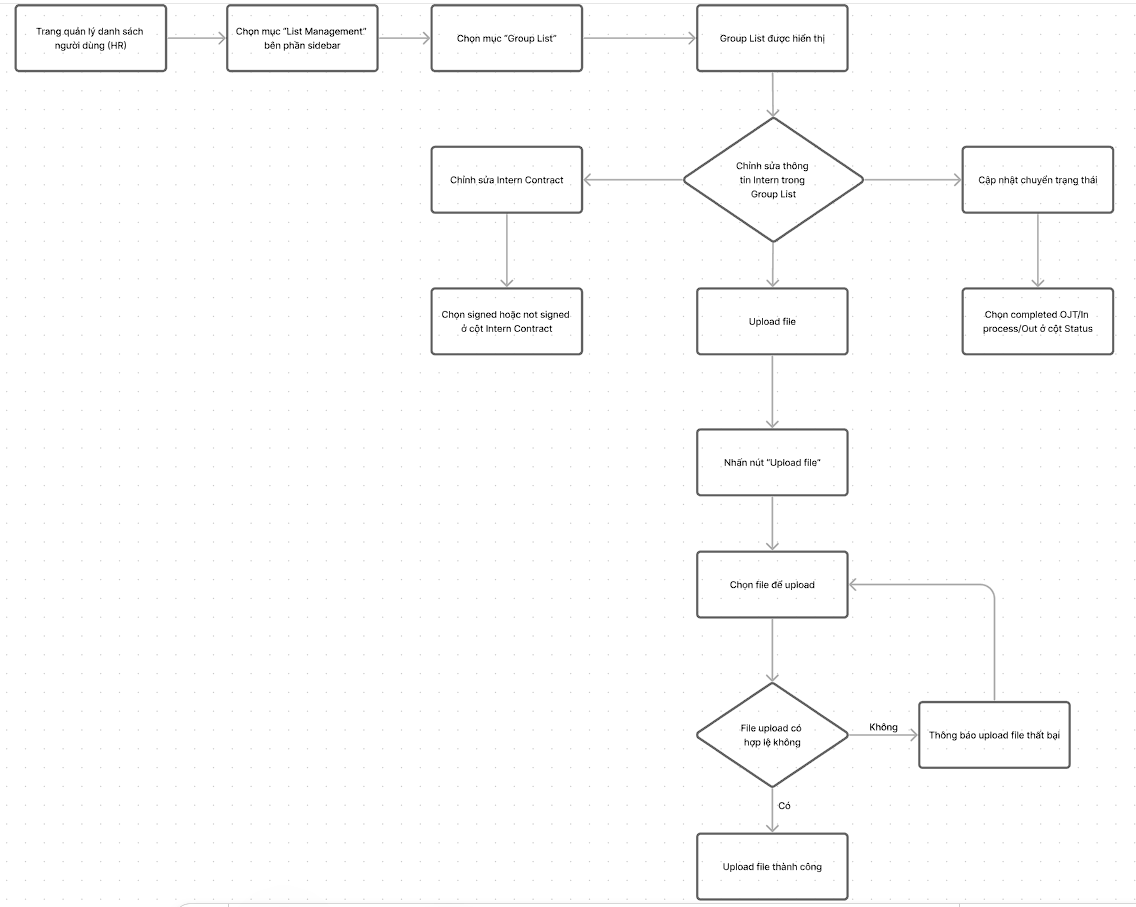 Trang quản lý danh sách
người dùng (HR)
Chọn mục "List Management"
bên phần sidebar
Chọn mục "Group List"
Group List được hiển thị
Chỉnh sửa thông
tin Intern trong
Group List
Chỉnh sửa Intern Contract
Cập nhật chuyển trạng thái
Chọn signed hoặc not signed
ở cột Intern Contract
Upload file
Chọn completed OJT/In
process/Out ở cột Status
Nhấn nút "Upload file"
Chọn file để upload
File upload có
hợp lệ không
Không
Thông báo upload file thất bại
Có
Upload file thành công